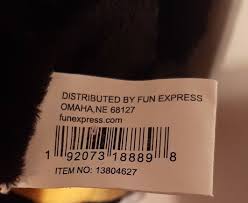 DISTRIBUTED BY FUN EXPRESS
OMAHA, NE 68127
funexpress.com
1 92073 18889 8
ITEM NO: 13804627